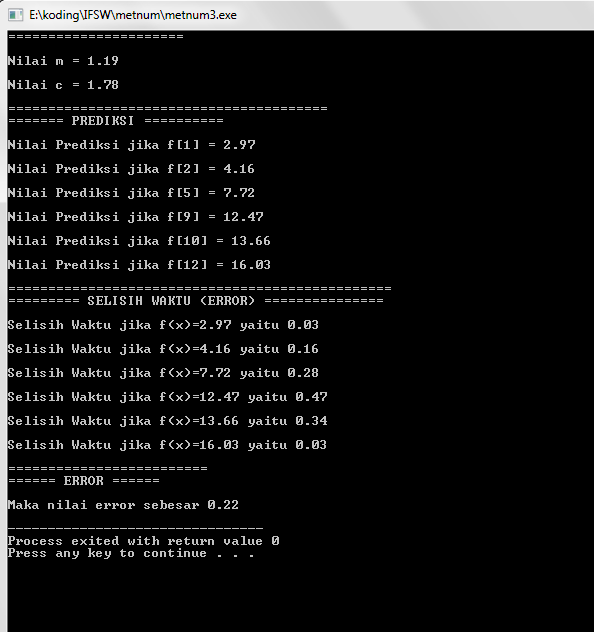 E:\koding\IFSW\metnum\metnum3.exe
======================
Nilai m = 1.19
Nilai c = 1.78
========================================
======= PREDIKSI ==========
Nilai Prediksi jika f[1] = 2.97
Nilai Prediksi jika f[2] = 4.16
Nilai Prediksi jika f[5] = 7.72
Nilai Prediksi jika f[9] = 12.47
Nilai Prediksi jika f[10] = 13.66
Nilai Prediksi jika f[12] = 16.03
================================================
========= SELISIH WAKTU (ERROR) ===============
Selisih Waktu jika f(x)=2.97 yaitu 0.03
Selisih Waktu jika f(x)=4.16 yaitu 0.16
Selisih Waktu jika f(x)=7.72 yaitu 0.28
Selisih Waktu jika f(x)=12.47 yaitu 0.47
Selisih Waktu jika f(x)=13.66 yaitu 0.34
Selisih Waktu jika f(x)=16.03 yaitu 0.03
=========================
====== ERROR ======
Maka nilai error sebesar 0.22
--------------------------------
Process exited with return value 0
Press any key to continue . . .